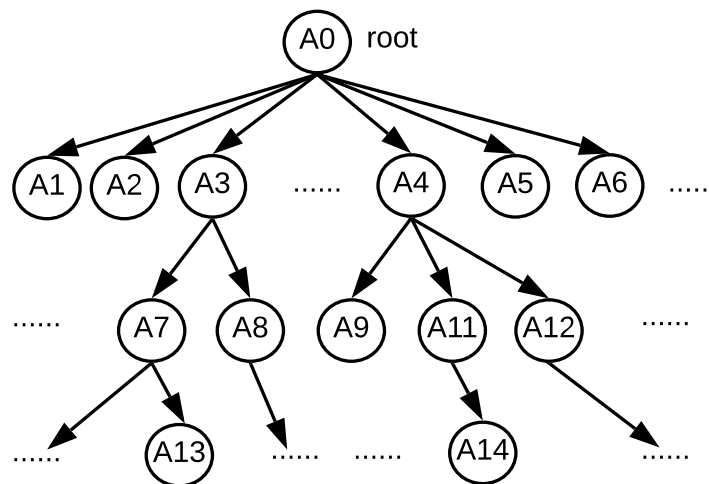 A0 root
A1 A2 A3 ...... A4 A5 A6 .....
...... A7 A8 A9 A11 A12 ......
...... A13 ...... ...... A14 ......